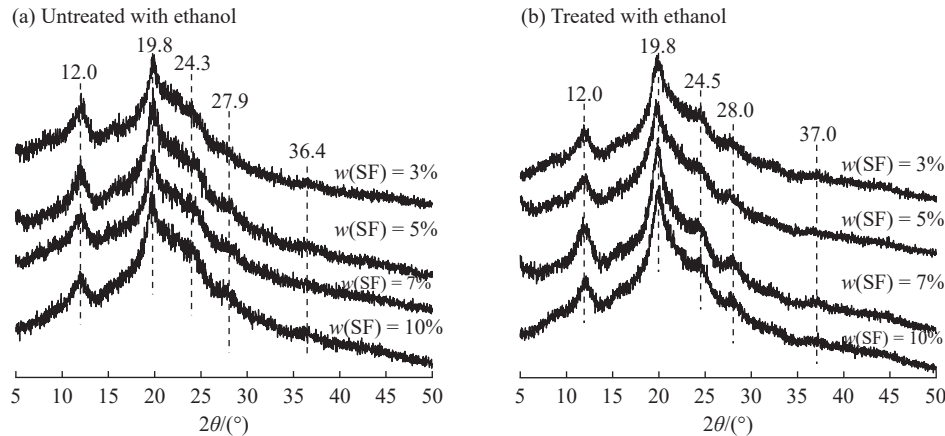 (a) Untreated with ethanol
12.0
19.8
24.3
27.9
36.4
w(SF) = 3%
w(SF) = 5%
w(SF) = 7%
w(SF) = 10%
5 10 15 20 25 30 35 40 45 50
2θ/(°)
(b) Treated with ethanol
12.0
19.8
24.5
28.0
37.0
w(SF) = 3%
w(SF) = 5%
w(SF) = 7%
w(SF) = 10%
5 10 15 20 25 30 35 40 45 50
2θ/(°)